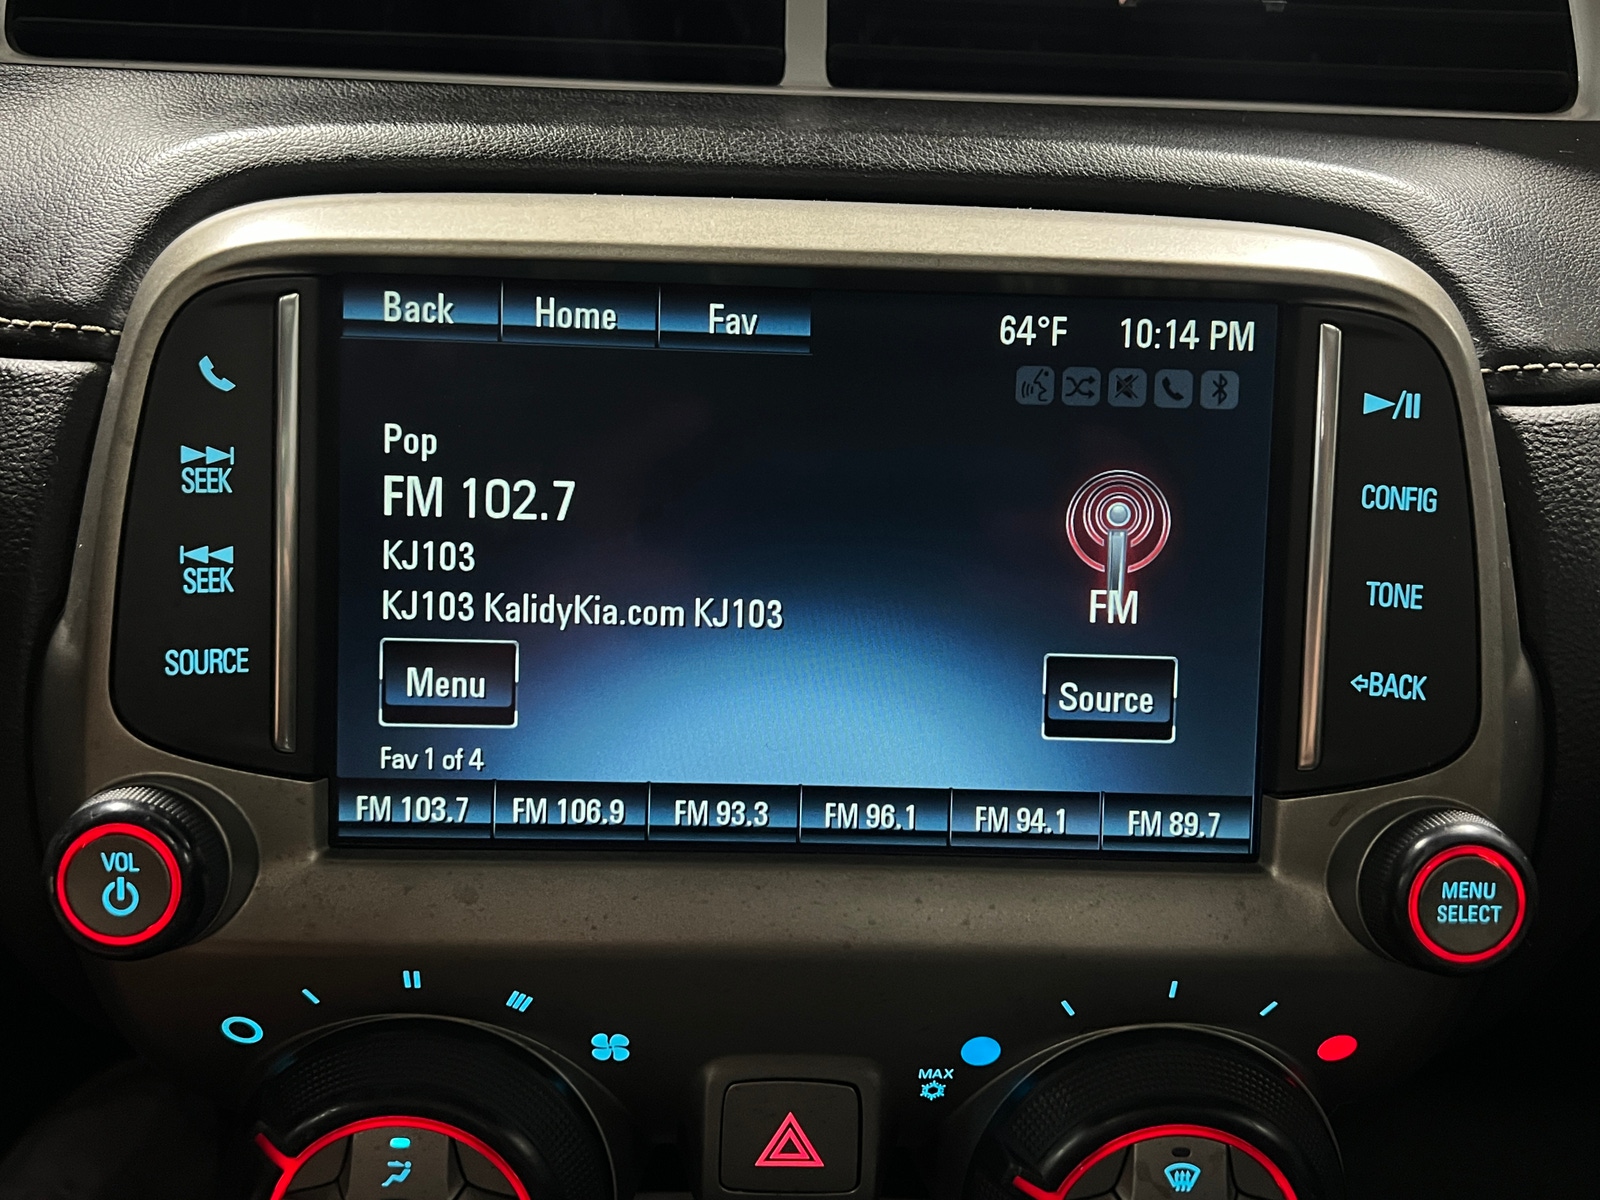 Back Home Fav 64°F 10:14 PM
Pop
FM 102.7
KJ103
KJ103 KalidyKia.com KJ103
FM
Menu
Source
Fav 1 of 4
FM 103.7 FM 106.9 FM 93.3 FM 96.1 FM 94.1 FM 89.7
SEEK
SEEK
SOURCE
CONFIG
TONE
BACK
VOL
MENU
SELECT
MAX